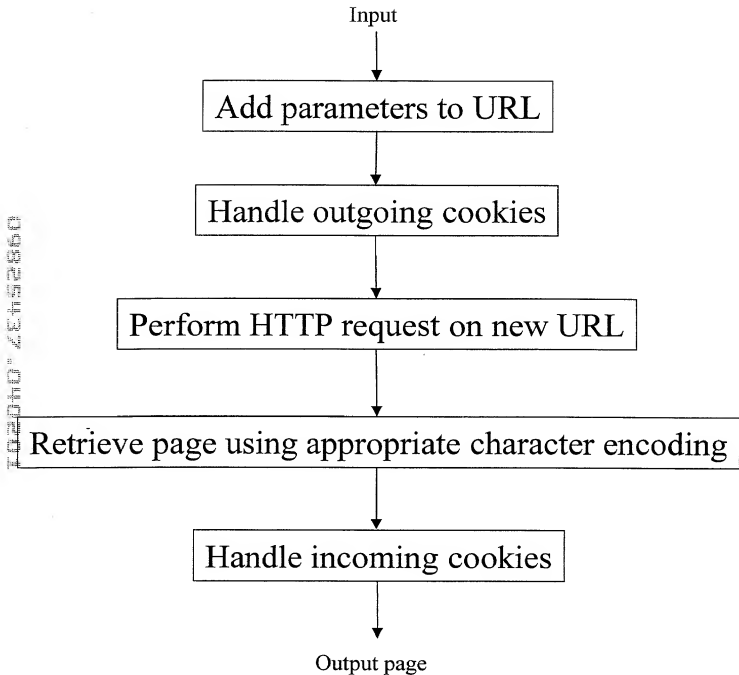 Input
Add parameters to URL
Handle outgoing cookies
Perform HTTP request on new URL
Retrieve page using appropriate character encoding
Handle incoming cookies
Output page